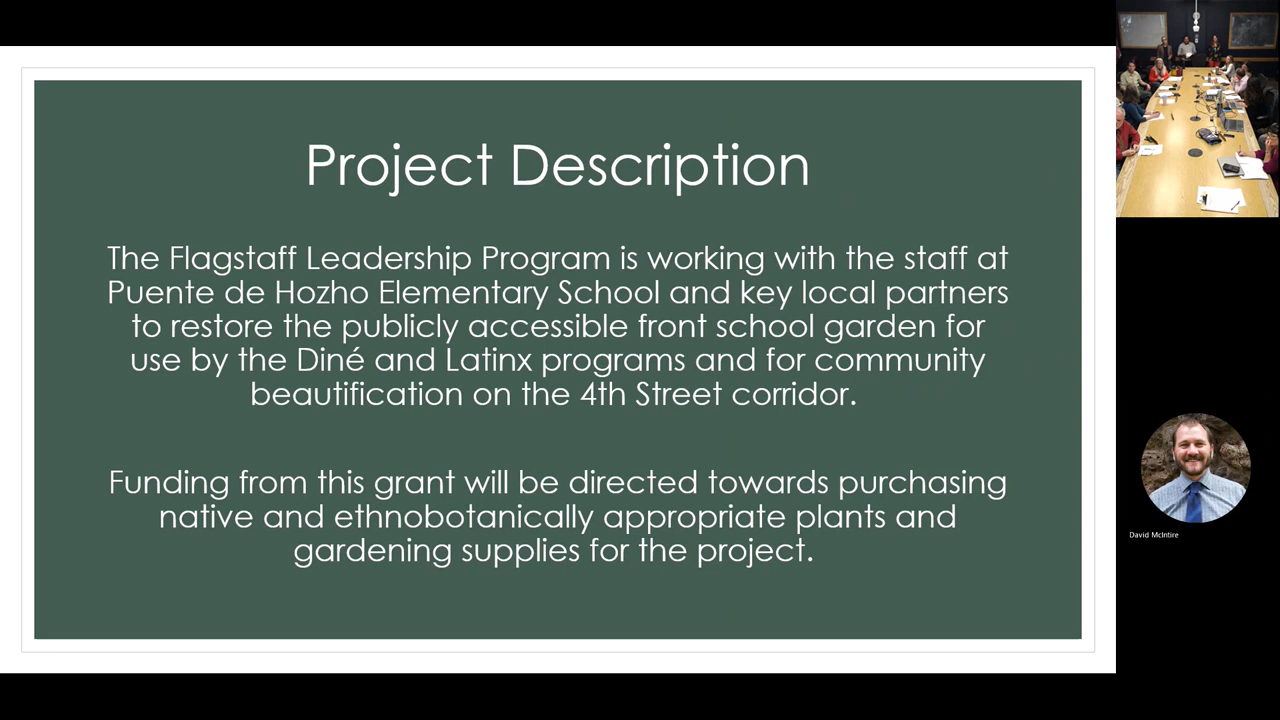 Project Description
The Flagstaff Leadership Program is working with the staff at
Puente de Hozho Elementary School and key local partners
to restore the publicly accessible front school garden for
use by the Diné and Latinx programs and for community
beautification on the 4th Street corridor.
Funding from this grant will be directed towards purchasing
native and ethnobotanically appropriate plants and
gardening supplies for the project.
David McIntire